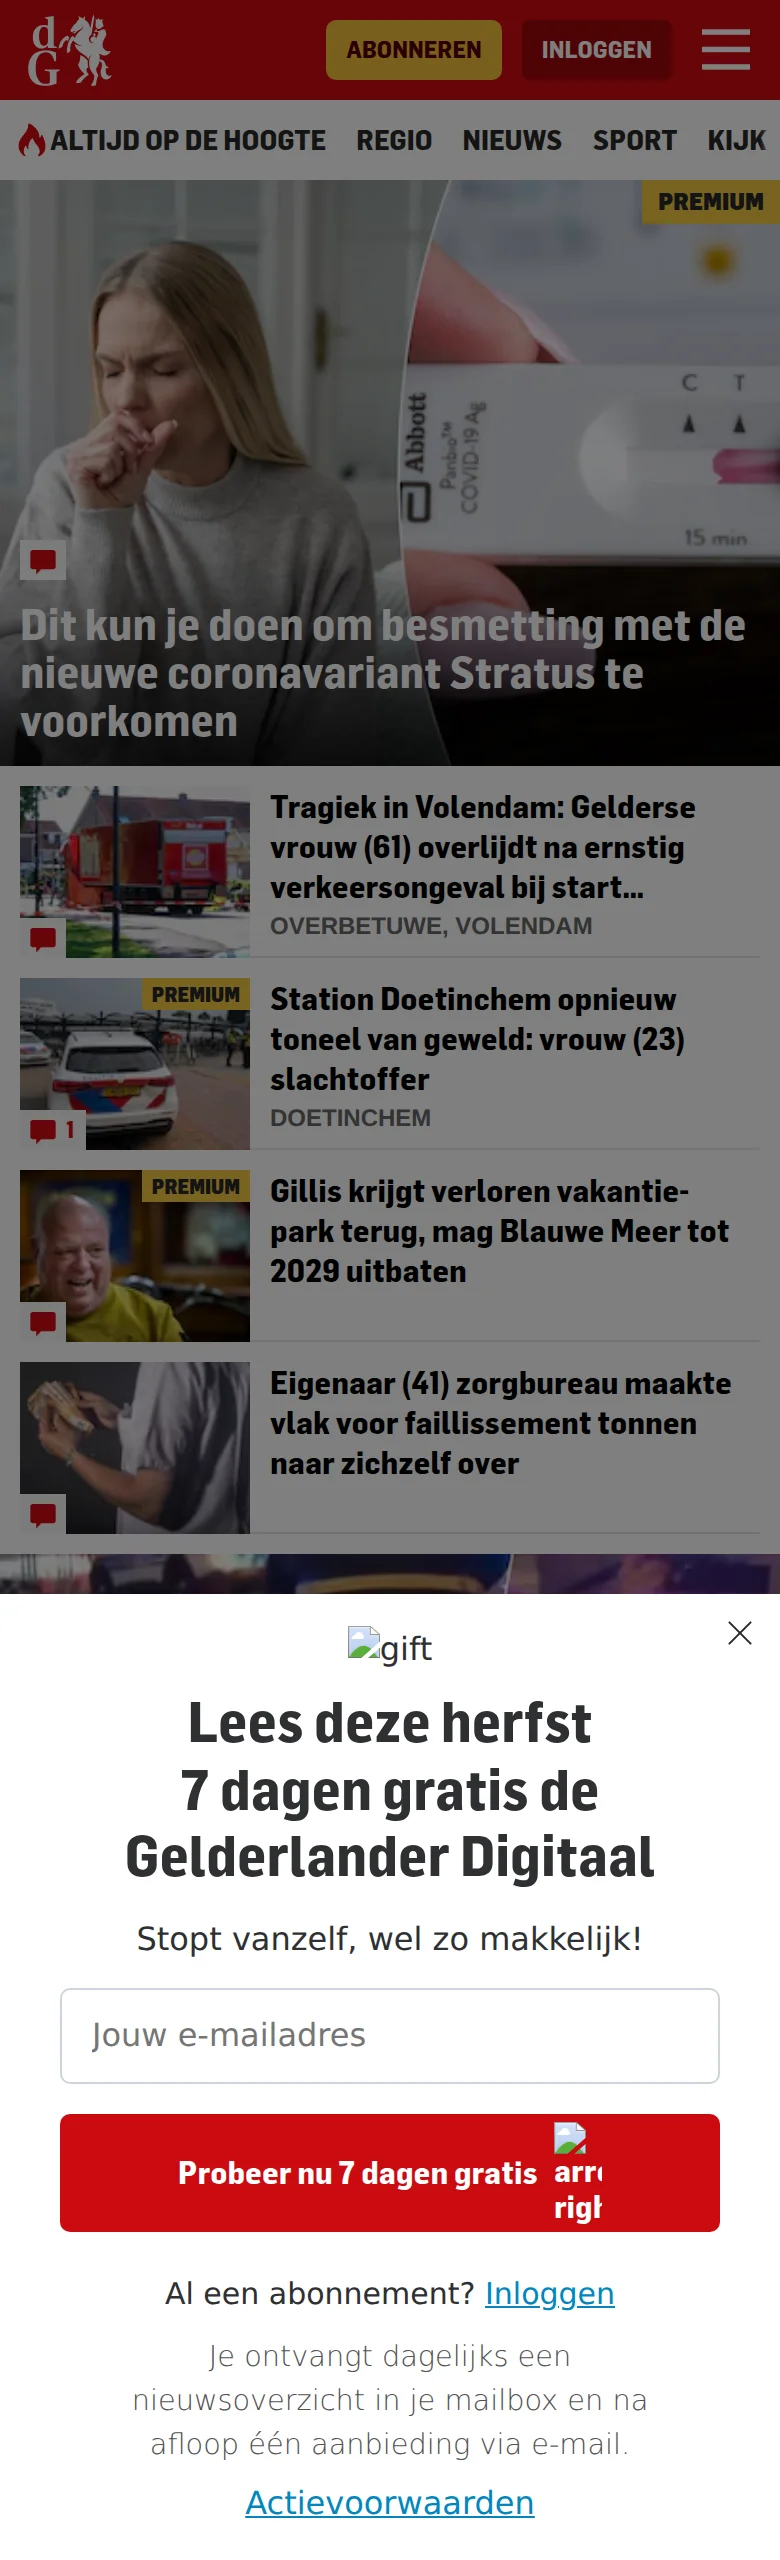 dG
ABONNEREN
INLOGGEN
ALTIJD OP DE HOOGTE
REGIO
NIEUWS
SPORT
KIJK
PREMIUM
C T
Abbott
Panbio™
COVID-19 Ag
15 min
Dit kun je doen om besmetting met de
nieuwe coronavariant Stratus te
voorkomen
Tragiek in Volendam: Gelderse
vrouw (61) overlijdt na ernstig
verkeersongeval bij start...
OVERBETUWE, VOLENDAM
PREMIUM
1
Station Doetinchem opnieuw
toneel van geweld: vrouw (23)
slachtoffer
DOETINCHEM
PREMIUM
Gillis krijgt verloren vakantie-
park terug, mag Blauwe Meer tot
2029 uitbaten
Eigenaar (41) zorgbureau maakte
vlak voor faillissement tonnen
naar zichzelf over
gift
Lees deze herfst
7 dagen gratis de
Gelderlander Digitaal
Stopt vanzelf, wel zo makkelijk!
Jouw e-mailadres
Probeer nu 7 dagen gratis
Al een abonnement? Inloggen
Je ontvangt dagelijks een
nieuwsoverzicht in je mailbox en na
afloop één aanbieding via e-mail.
Actievoorwaarden